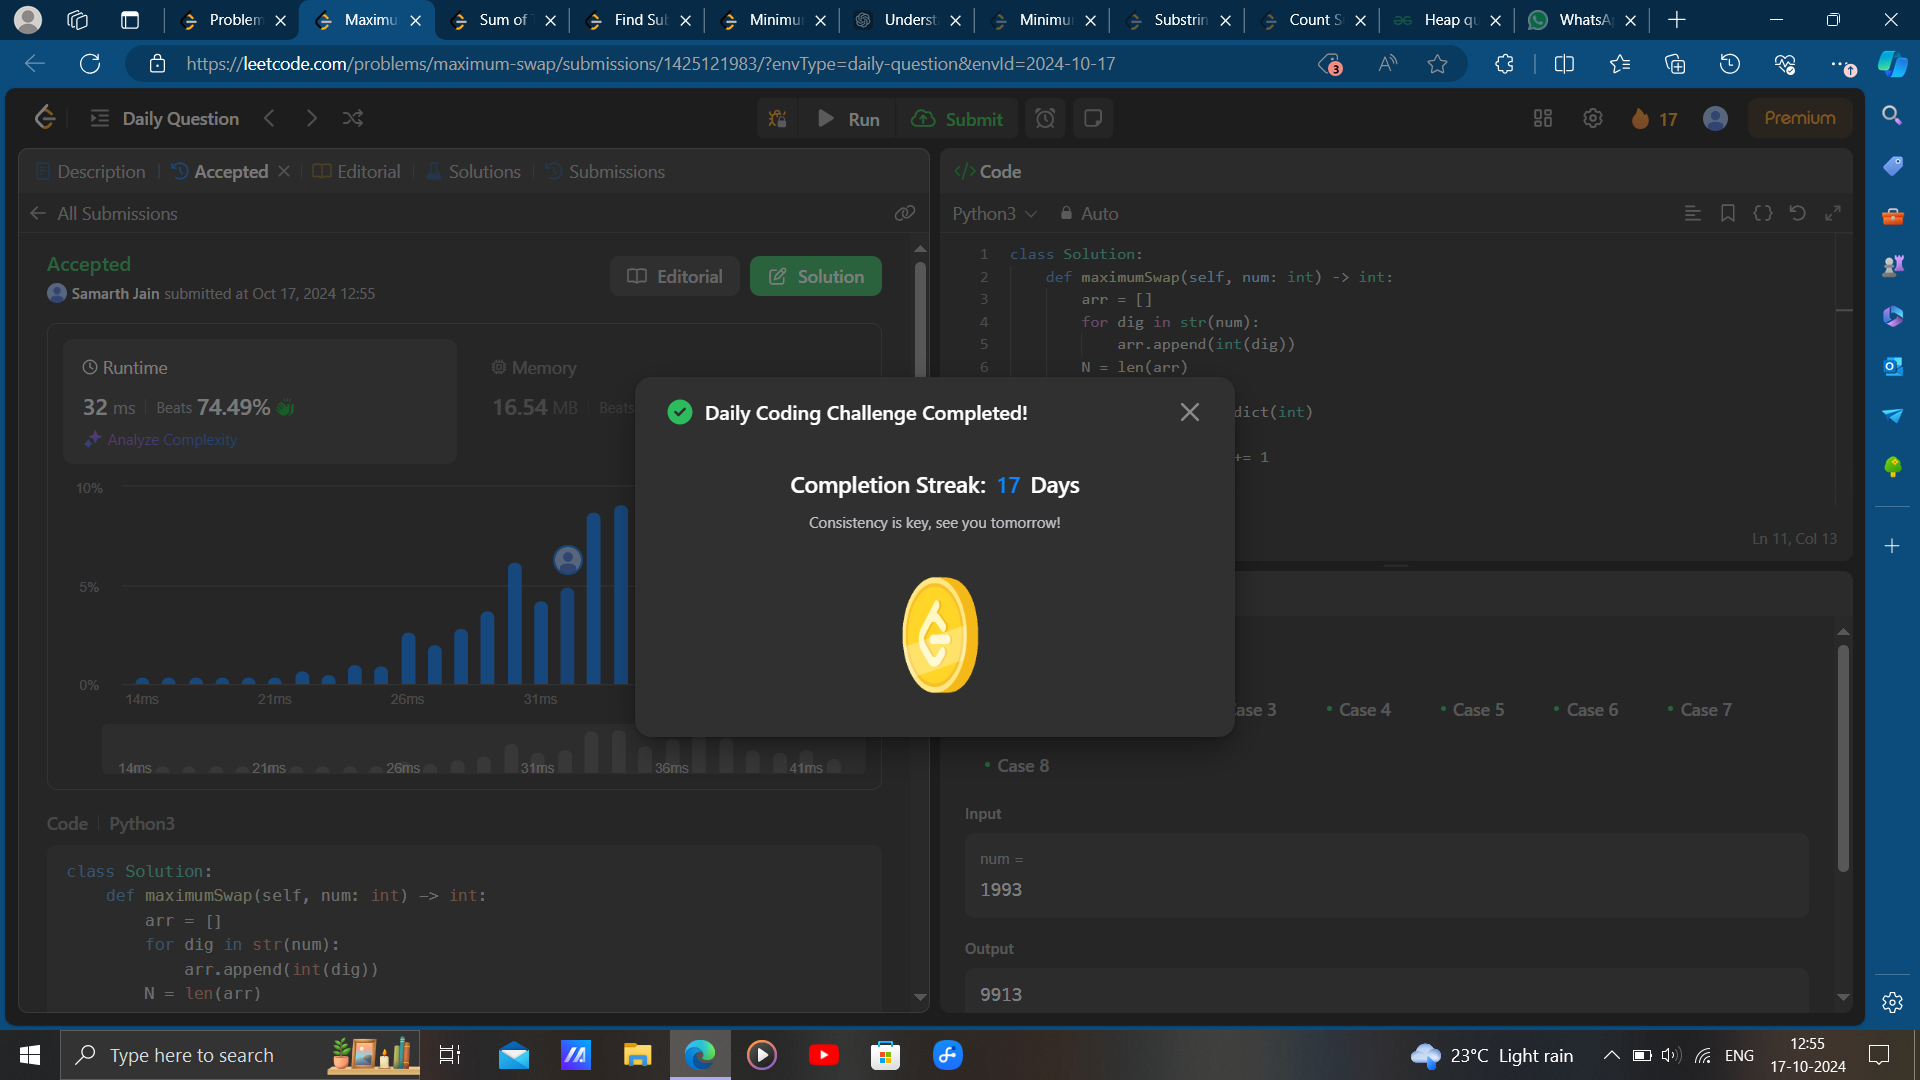 Problem
Maximu
Sum of
Find Sub
Minimum
Underst
Minimu
Substrin
Count S
Heap qu
WhatsA
https://leetcode.com/problems/maximum-swap/submissions/1425121983/?envType=daily-question&envId=2024-10-17
3
Daily Question
Run
Submit
17
Premium
Description
Accepted
Editorial
Solutions
Submissions
All Submissions
Accepted
Editorial
Solution
Samarth Jain submitted at Oct 17, 2024 12:55
Runtime
32 ms
Beats 74.49%
Analyze Complexity
Memory
16.54 MB
Beats
10%
5%
0%
14ms
21ms
26ms
31ms
14ms
21ms
26ms
31ms
36ms
41ms
Code
Python3
class Solution:
def maximumSwap(self, num: int) -> int:
arr = []
for dig in str(num):
arr.append(int(dig))
N = len(arr)
Code
Python3
Auto
1 class Solution:
2 def maximumSwap(self, num: int) -> int:
3 arr = []
4 for dig in str(num):
5 arr.append(int(dig))
6 N = len(arr)
dict(int)
+= 1
Ln 11, Col 13
Daily Coding Challenge Completed!
Completion Streak: 17 Days
Consistency is key, see you tomorrow!
Case 3
Case 4
Case 5
Case 6
Case 7
Case 8
Input
num =
1993
Output
9913
Type here to search
23°C Light rain
ENG
12:55
17-10-2024